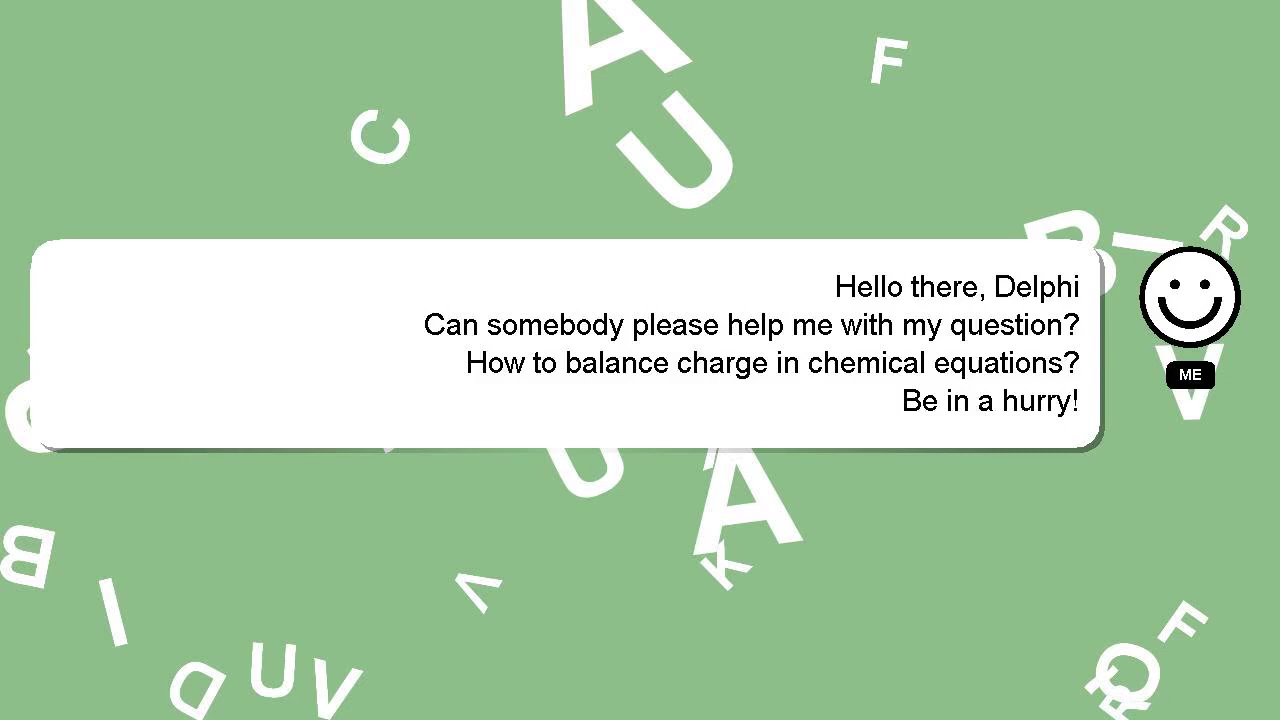 Hello there, Delphi
Can somebody please help me with my question?
How to balance charge in chemical equations?
Be in a hurry!
ME
A
F
C
U
R
V
U
A
K
B
I
V
D
U
V
F